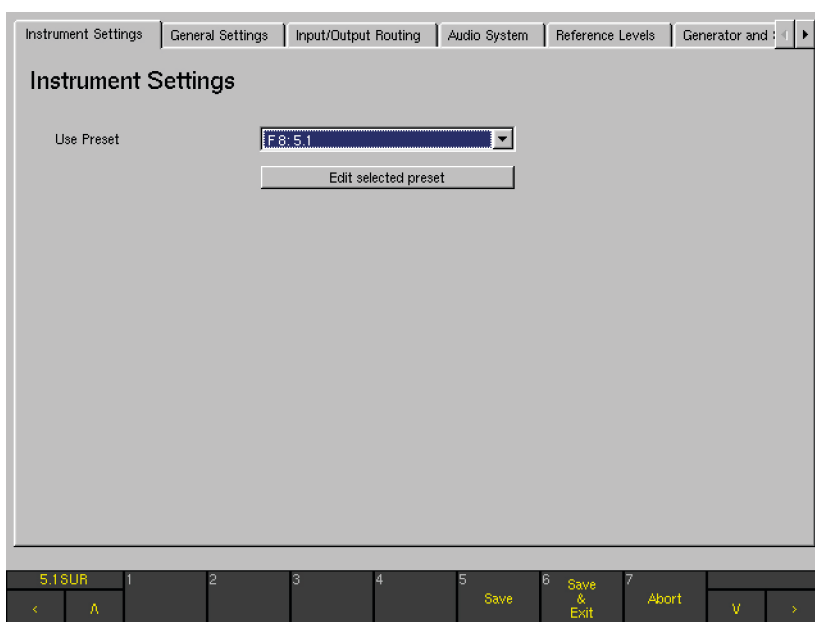 Instrument Settings General Settings Input/Output Routing Audio System Reference Levels Generator and
Instrument Settings
Use Preset F 8: 5.1
Edit selected preset
5.1SUR 1 2 3 4 5 Save 6 Save & Exit 7 Abort
< Λ V >